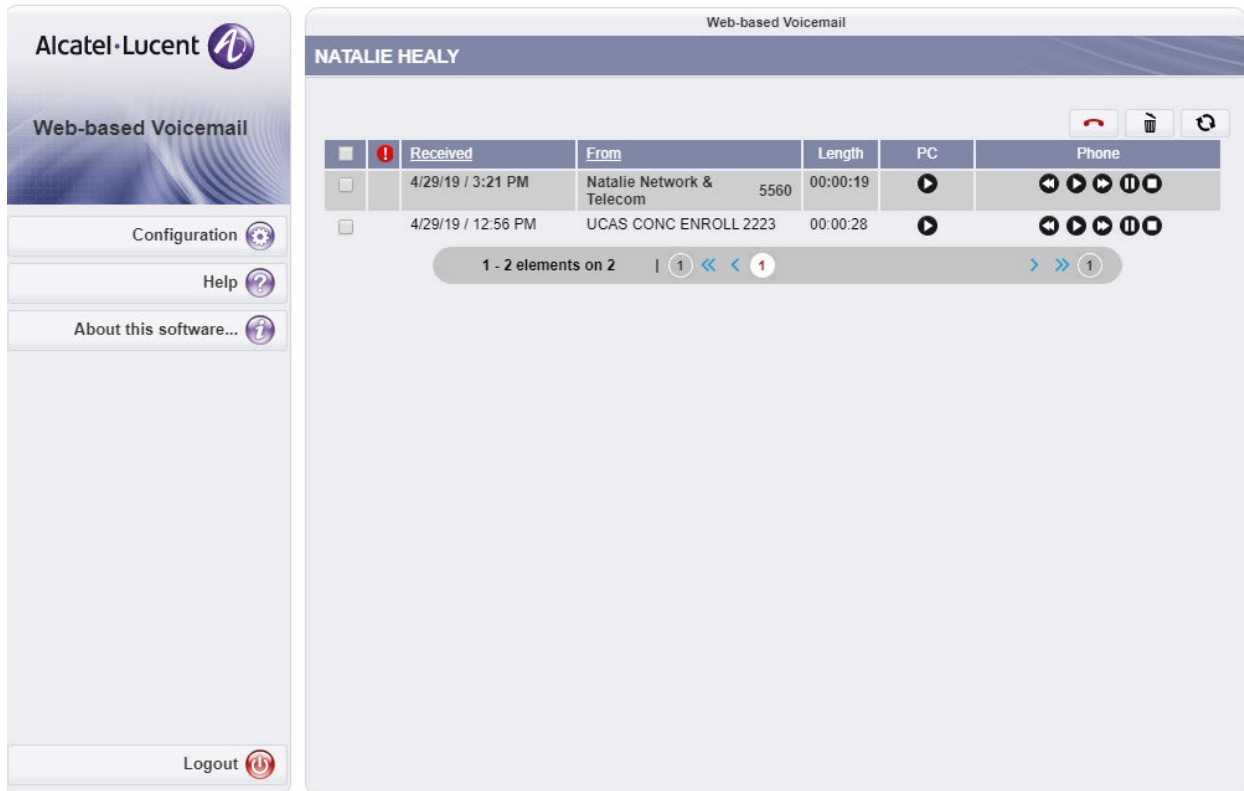 Alcatel·Lucent
Web-based Voicemail
Configuration
Help
About this software...
Logout
Web-based Voicemail
NATALIE HEALY
Received From Length PC Phone
4/29/19 / 3:21 PM Natalie Network & Telecom 5560 00:00:19
4/29/19 / 12:56 PM UCAS CONC ENROLL 2223 00:00:28
1 - 2 elements on 2 | 1 « < 1 > » 1